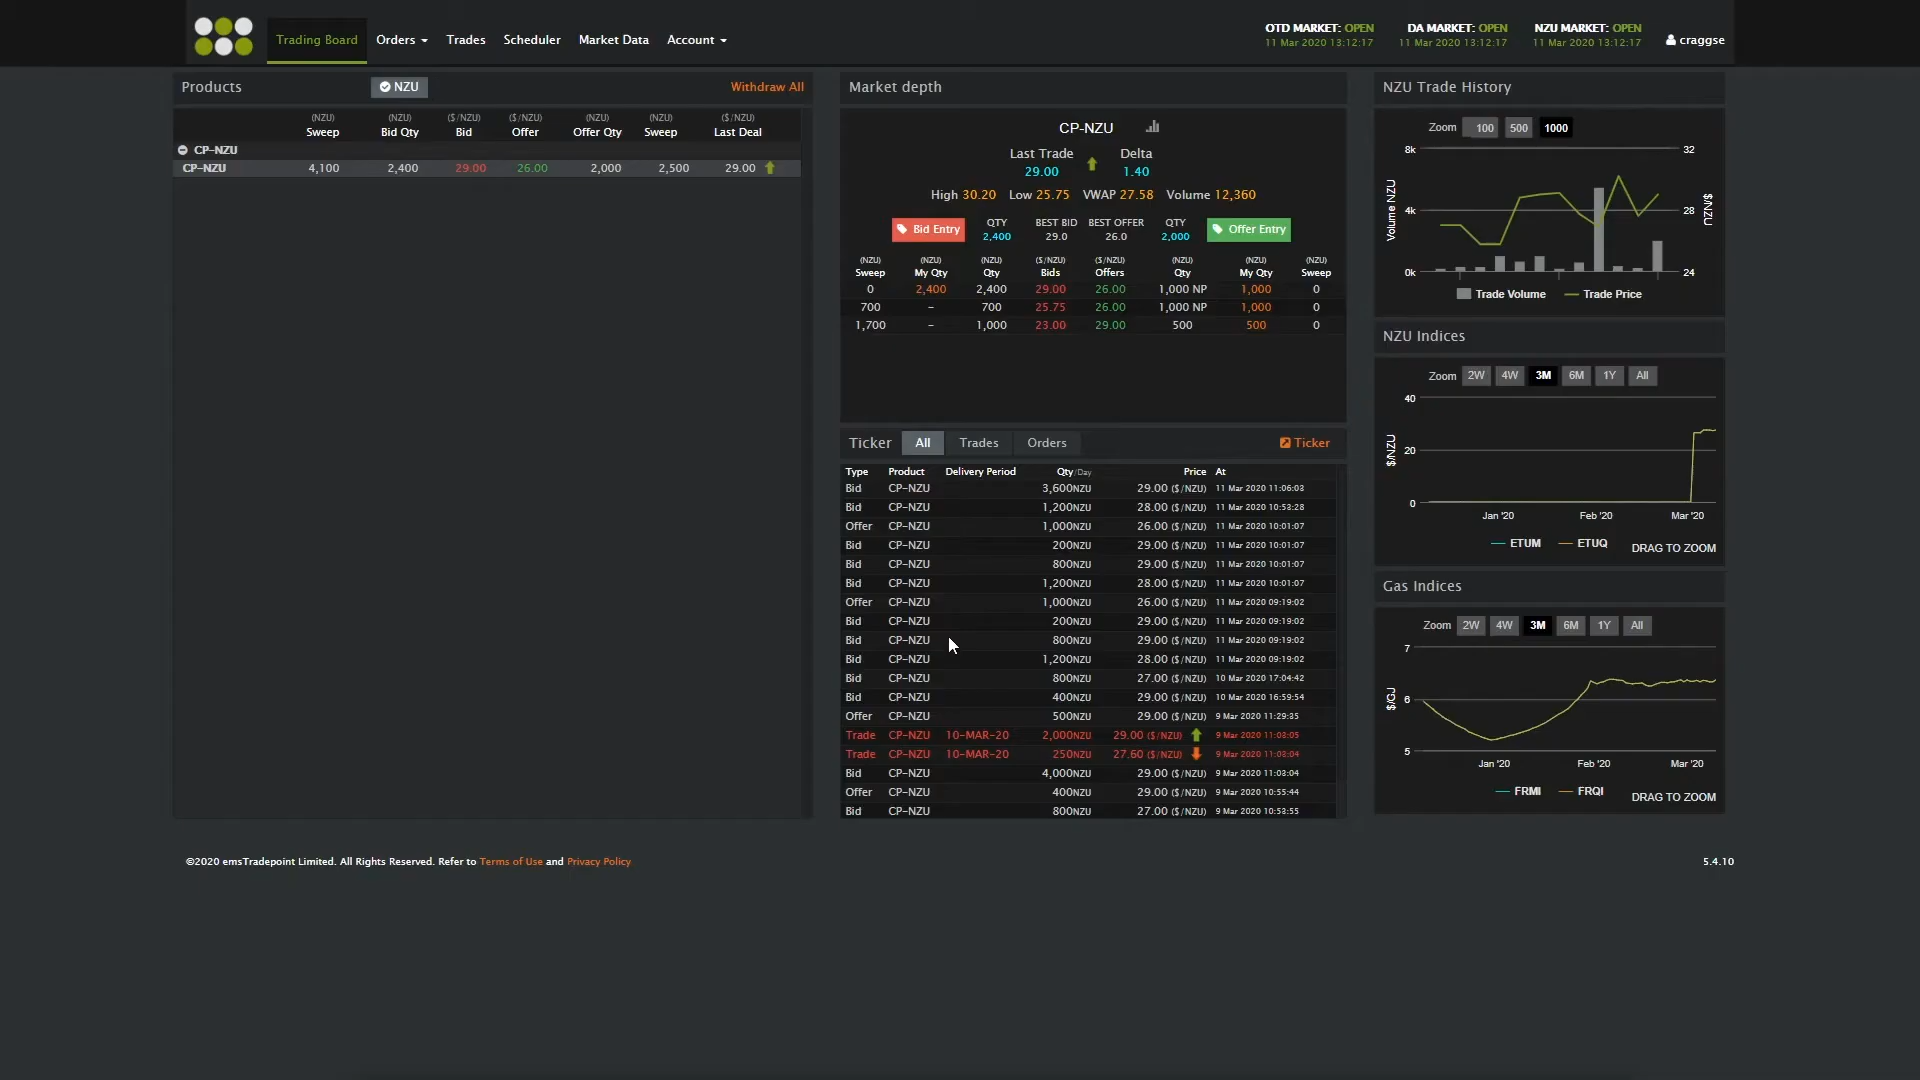 Trading Board Orders Trades Scheduler Market Data Account
OTD MARKET: OPEN DA MARKET: OPEN NZU MARKET: OPEN craggse
11 Mar 2020 13:12:17 11 Mar 2020 13:12:17 11 Mar 2020 13:12:17
Products NZU Withdraw All
(NZU) (NZU) ($/NZU) ($/NZU) (NZU) (NZU) ($/NZU)
Sweep Bid Qty Bid Offer Offer Qty Sweep Last Deal
CP-NZU
CP-NZU 4,100 2,400 29.00 26.00 2,000 2,500 29.00
Market depth
CP-NZU
Last Trade Delta
29.00 1.40
High 30.20 Low 25.75 VWAP 27.58 Volume 12,360
Bid Entry QTY BEST BID BEST OFFER QTY Offer Entry
2,400 29.0 26.0 2,000
(NZU) (NZU) (NZU) ($/NZU) ($/NZU) (NZU) (NZU) (NZU)
Sweep My Qty Qty Bids Offers Qty My Qty Sweep
0 2,400 2,400 29.00 26.00 1,000 NP 1,000 0
700 – 700 25.75 26.00 1,000 NP 1,000 0
1,700 – 1,000 23.00 29.00 500 500 0
Ticker All Trades Orders Ticker
Type Product Delivery Period Qty/Day Price At
Bid CP-NZU 3,600NZU 29.00 ($/NZU) 11 Mar 2020 11:06:03
Bid CP-NZU 1,200NZU 28.00 ($/NZU) 11 Mar 2020 10:53:28
Offer CP-NZU 1,000NZU 26.00 ($/NZU) 11 Mar 2020 10:01:07
Bid CP-NZU 200NZU 29.00 ($/NZU) 11 Mar 2020 10:01:07
Bid CP-NZU 800NZU 29.00 ($/NZU) 11 Mar 2020 10:01:07
Bid CP-NZU 1,200NZU 28.00 ($/NZU) 11 Mar 2020 10:01:07
Offer CP-NZU 1,000NZU 26.00 ($/NZU) 11 Mar 2020 09:19:02
Bid CP-NZU 200NZU 29.00 ($/NZU) 11 Mar 2020 09:19:02
Bid CP-NZU 800NZU 29.00 ($/NZU) 11 Mar 2020 09:19:02
Bid CP-NZU 1,200NZU 28.00 ($/NZU) 11 Mar 2020 09:19:02
Bid CP-NZU 800NZU 27.00 ($/NZU) 10 Mar 2020 17:04:42
Bid CP-NZU 400NZU 29.00 ($/NZU) 10 Mar 2020 16:59:54
Offer CP-NZU 500NZU 29.00 ($/NZU) 9 Mar 2020 11:29:35
Trade CP-NZU 10-MAR-20 2,000NZU 29.00 ($/NZU) 9 Mar 2020 11:03:05
Trade CP-NZU 10-MAR-20 250NZU 27.60 ($/NZU) 9 Mar 2020 11:03:04
Bid CP-NZU 4,000NZU 29.00 ($/NZU) 9 Mar 2020 11:03:04
Offer CP-NZU 400NZU 29.00 ($/NZU) 9 Mar 2020 10:55:44
Bid CP-NZU 800NZU 27.00 ($/NZU) 9 Mar 2020 10:53:55
NZU Trade History
Zoom 100 500 1000
8k 32
4k 28
0k 24
Volume NZU
$/NZU
Trade Volume Trade Price
NZU Indices
Zoom 2W 4W 3M 6M 1Y All
40
20
0
$/NZU
Jan '20 Feb '20 Mar '20
ETUM ETUQ DRAG TO ZOOM
Gas Indices
Zoom 2W 4W 3M 6M 1Y All
7
6
5
$/GJ
Jan '20 Feb '20 Mar '20
FRMI FRQI DRAG TO ZOOM
©2020 emsTradepoint Limited. All Rights Reserved. Refer to Terms of Use and Privacy Policy
5.4.10